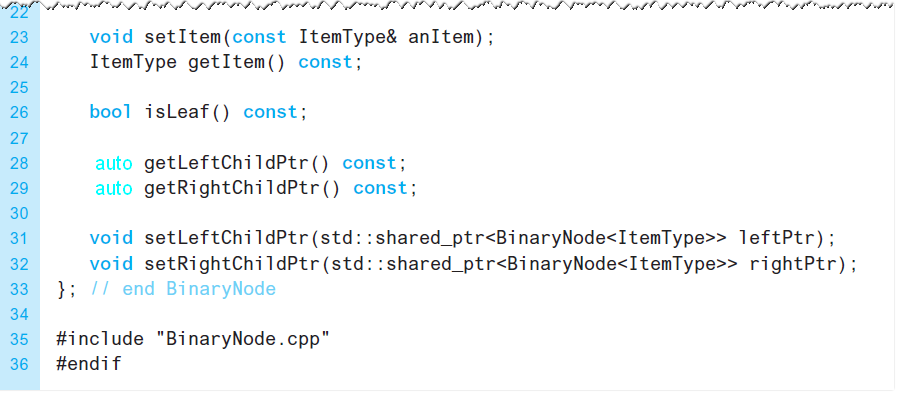 22
23 void setItem(const ItemType& anItem);
24 ItemType getItem() const;
25
26 bool isLeaf() const;
27
28 auto getLeftChildPtr() const;
29 auto getRightChildPtr() const;
30
31 void setLeftChildPtr(std::shared_ptr<BinaryNode<ItemType>> leftPtr);
32 void setRightChildPtr(std::shared_ptr<BinaryNode<ItemType>> rightPtr);
33 }; // end BinaryNode
34
35 #include "BinaryNode.cpp"
36 #endif